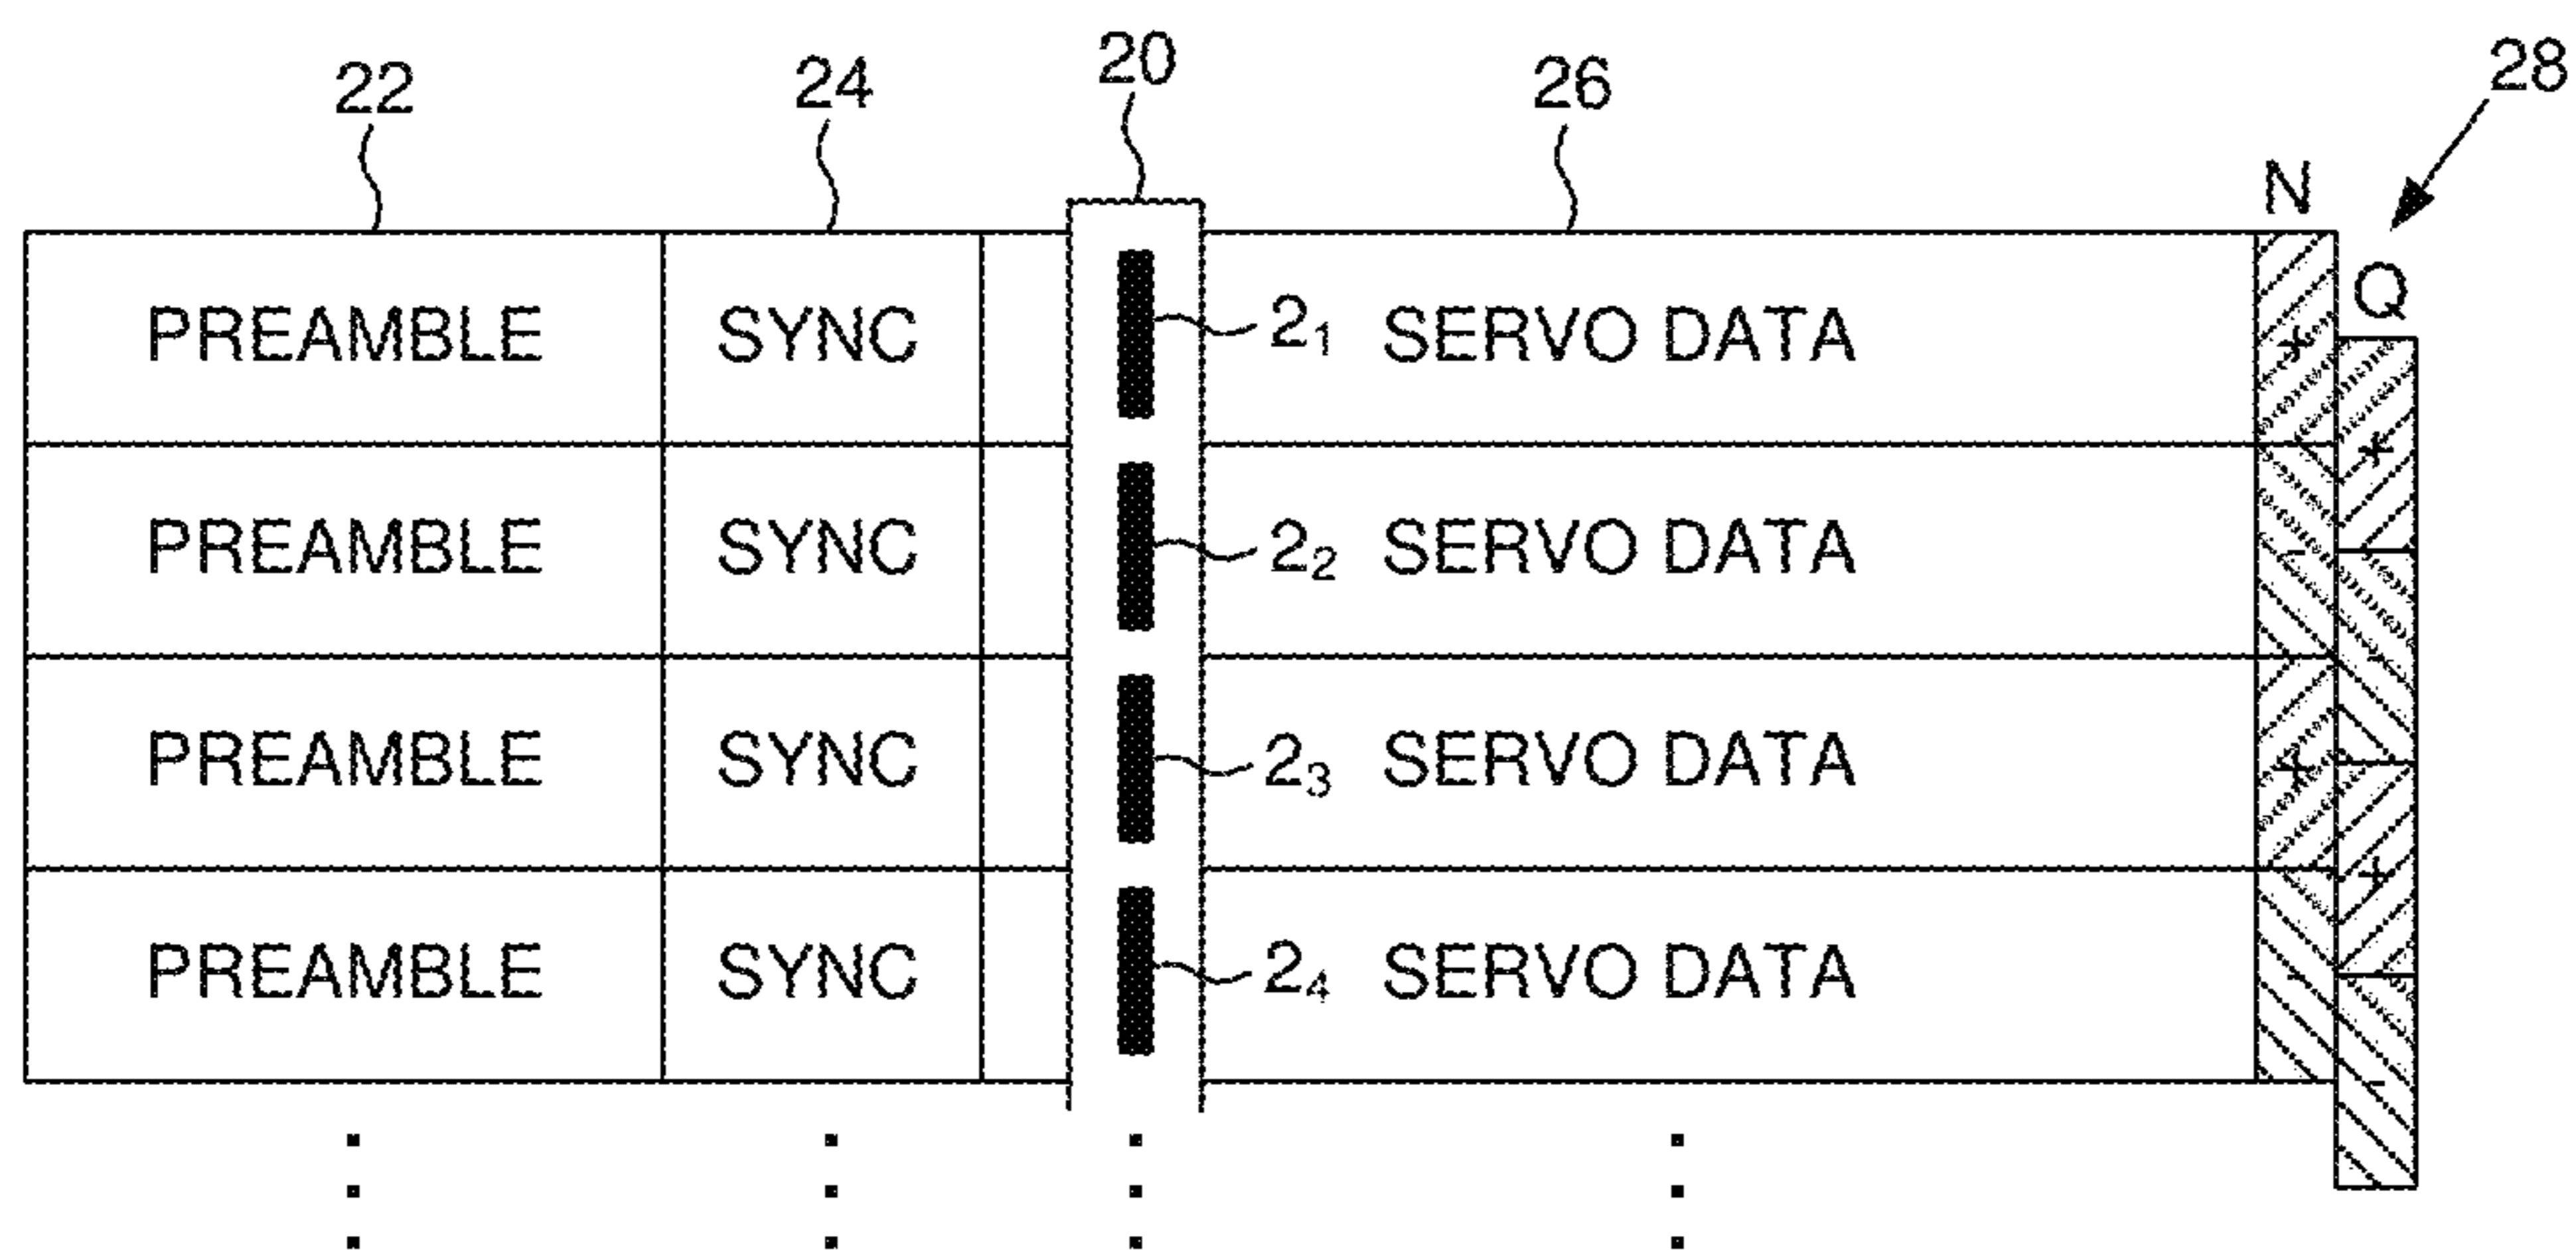 22 24 20 26 28
N
Q
PREAMBLE SYNC 2₁ SERVO DATA +
+
PREAMBLE SYNC 2₂ SERVO DATA -
-
PREAMBLE SYNC 2₃ SERVO DATA +
+
PREAMBLE SYNC 2₄ SERVO DATA -
-